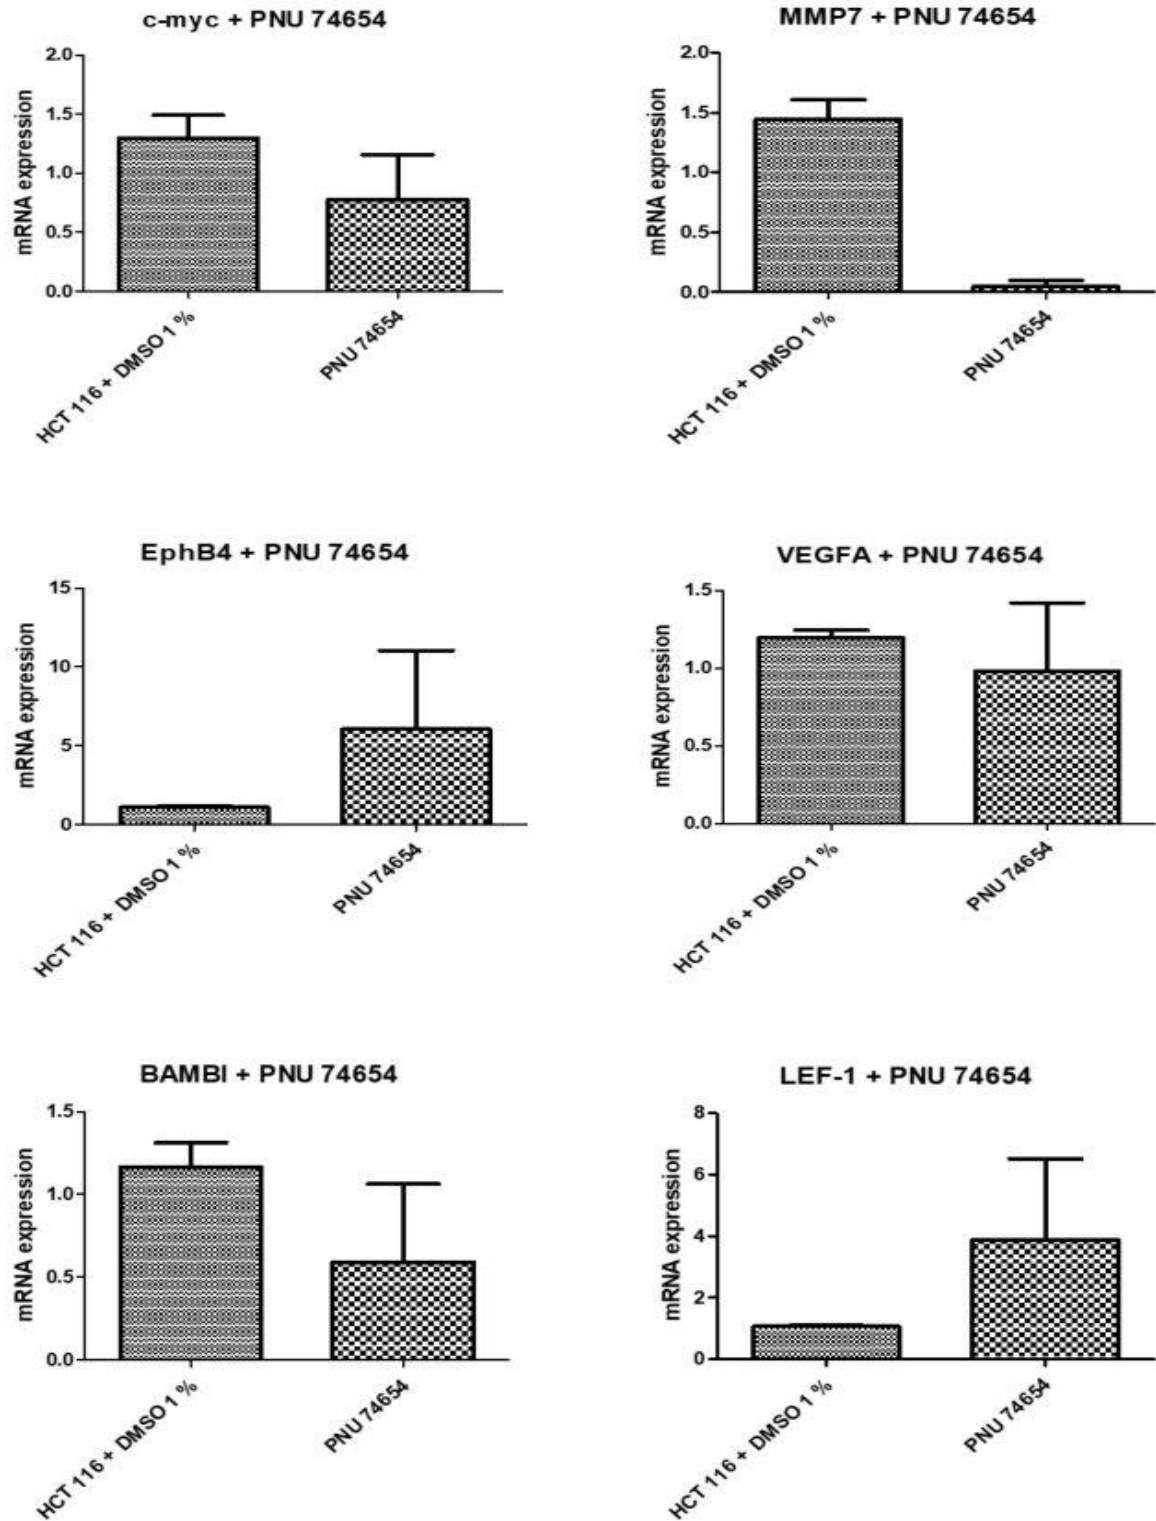 c-myc + PNU 74654
mRNA expression
2.0
1.5
1.0
0.5
0.0
HCT 116 + DMSO 1 %
PNU 74654
MMP7 + PNU 74654
mRNA expression
2.0
1.5
1.0
0.5
0.0
HCT 116 + DMSO 1 %
PNU 74654
EphB4 + PNU 74654
mRNA expression
15
10
5
0
HCT 116 + DMSO 1 %
PNU 74654
VEGFA + PNU 74654
mRNA expression
1.5
1.0
0.5
0.0
HCT 116 + DMSO 1 %
PNU 74654
BAMBI + PNU 74654
mRNA expression
1.5
1.0
0.5
0.0
HCT 116 + DMSO 1 %
PNU 74654
LEF-1 + PNU 74654
mRNA expression
8
6
4
2
0
HCT 116 + DMSO 1 %
PNU 74654